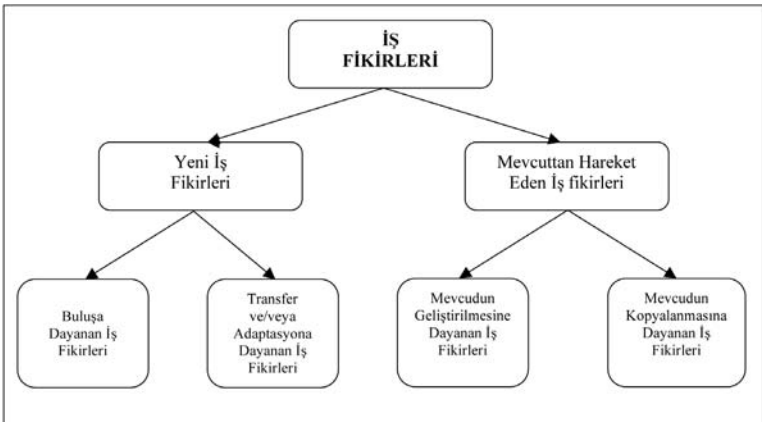 İŞ
FİKİRLERİ
Yeni İş
Fikirleri
Mevcuttan Hareket
Eden İş fikirleri
Buluşa
Dayanan İş
Fikirleri
Transfer
ve/veya
Adaptasyona
Dayanan İş
Fikirleri
Mevcudun
Geliştirilmesine
Dayanan İş
Fikirleri
Mevcudun
Kopyalanmasına
Dayanan İş
Fikirleri